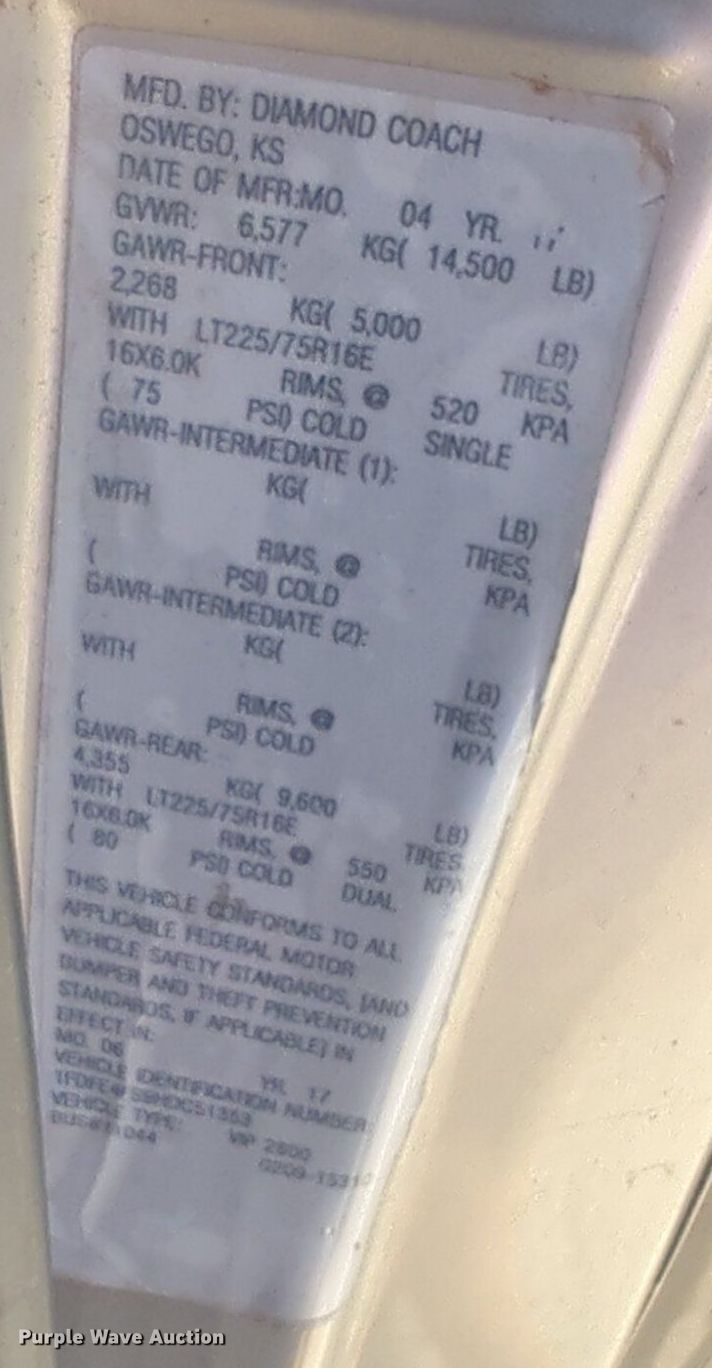 MFD. BY: DIAMOND COACH
OSWEGO, KS
DATE OF MFR:MO. 04 YR.
GVWR: 6,577 KG( 14,500 LB)
GAWR-FRONT:
2,268 KG( 5,000 LB)
WITH LT225/75R16E TIRES,
16X6.0K RIMS, @ 520 KPA
( 75 PSI) COLD SINGLE
GAWR-INTERMEDIATE (1):
KG( LB)
WITH TIRES,
RIMS, @ KPA
( PSI) COLD
GAWR-INTERMEDIATE (2):
KG( LB)
WITH TIRES,
RIMS, @ KPA
( PSI) COLD
GAWR-REAR:
4,355 KG( 9,600 LB)
WITH LT225/75R16E TIRES
16X6.0K RIMS, @ 550 KPA
( 80 PSI) COLD DUAL
THIS VEHICLE CONFORMS TO ALL
APPLICABLE FEDERAL MOTOR
VEHICLE SAFETY STANDARDS, [AND
BUMPER AND THEFT PREVENTION
STANDARDS, IF APPLICABLE] IN
EFFECT IN:
MO. 06 YR. 17
VEHICLE IDENTIFICATION NUMBER:
VEHICLE TYPE: VIP 2800
Purple Wave Auction